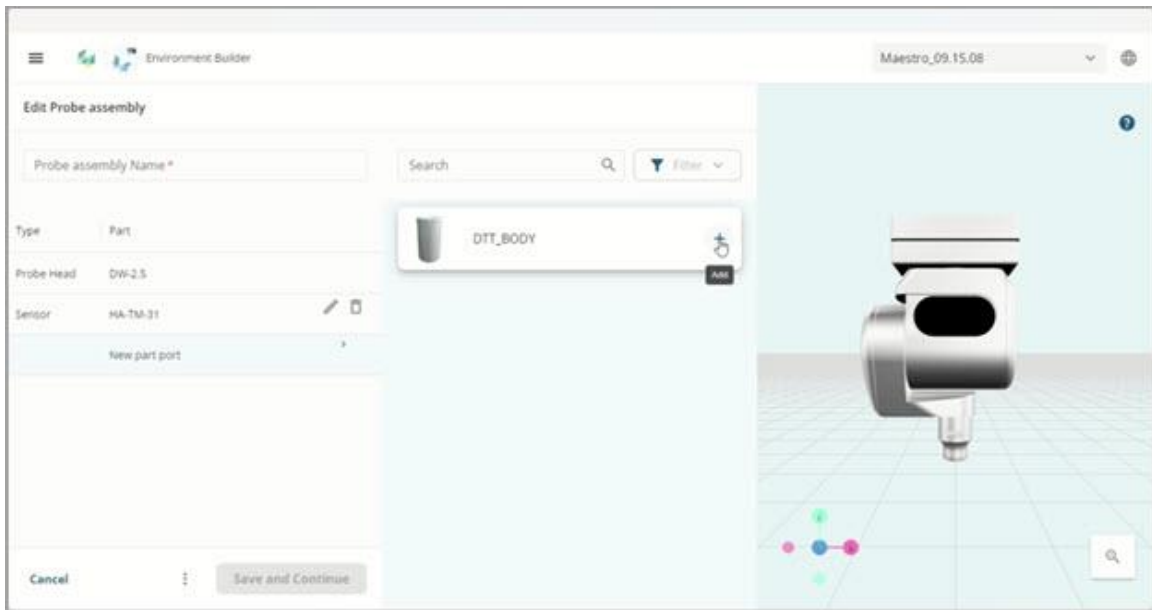 Environment Builder
Maestro_09.15.08
Edit Probe assembly
Probe assembly Name *
Search
Filter
Type Part
DTT_BODY
Add
Probe Head DW-2.5
Sensor HA-TM-31
New part port
Cancel
Save and Continue